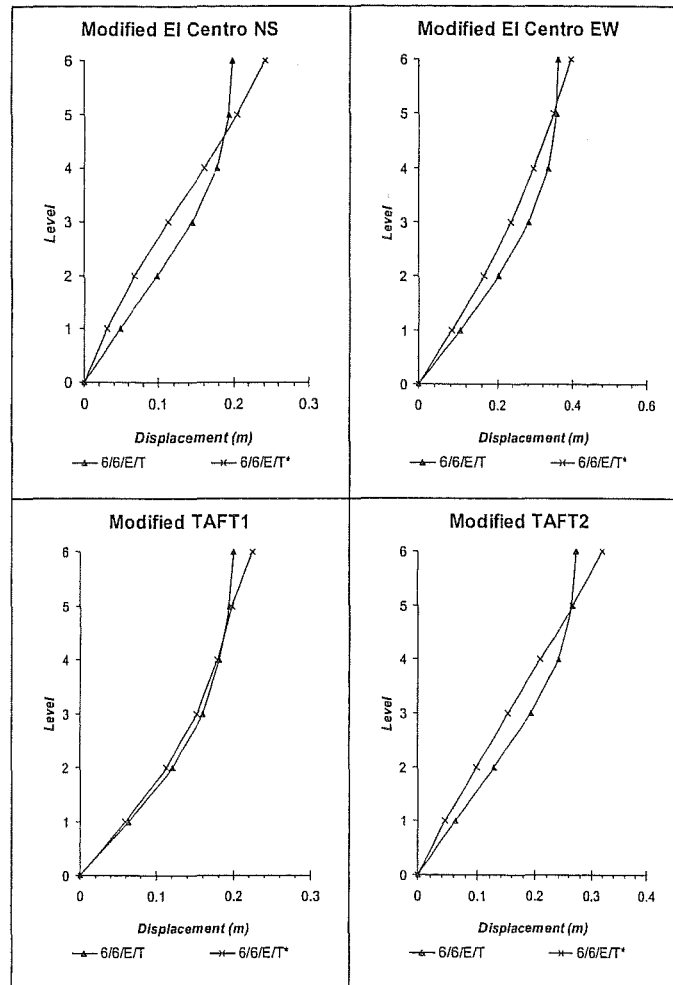 Modified El Centro NS
6
5
4
3
2
1
0
Level
0 0.1 0.2 0.3
Displacement (m)
6/6/E/T 6/6/E/T*
Modified El Centro EW
6
5
4
3
2
1
0
Level
0 0.2 0.4 0.6
Displacement (m)
6/6/E/T 6/6/E/T*
Modified TAFT1
6
5
4
3
2
1
0
Level
0 0.1 0.2 0.3
Displacement (m)
6/6/E/T 6/6/E/T*
Modified TAFT2
6
5
4
3
2
1
0
Level
0 0.1 0.2 0.3 0.4
Displacement (m)
6/6/E/T 6/6/E/T*